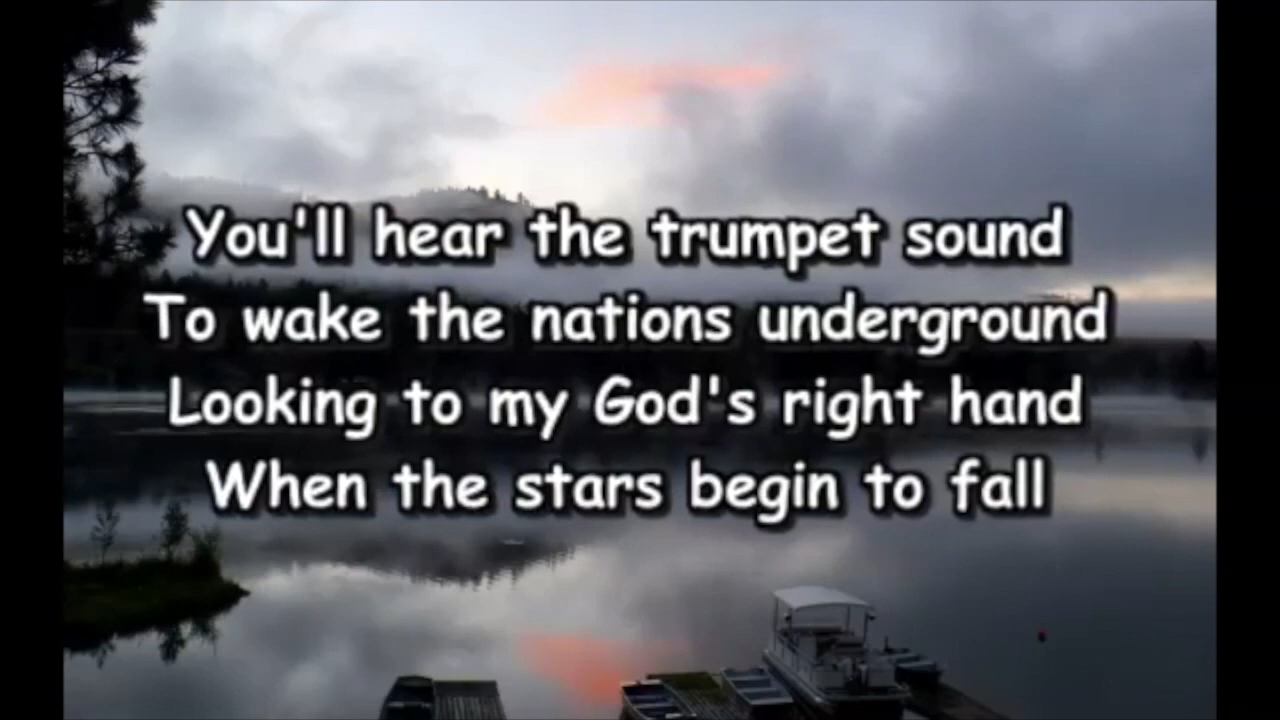 You'll hear the trumpet sound
To wake the nations underground
Looking to my God's right hand
When the stars begin to fall